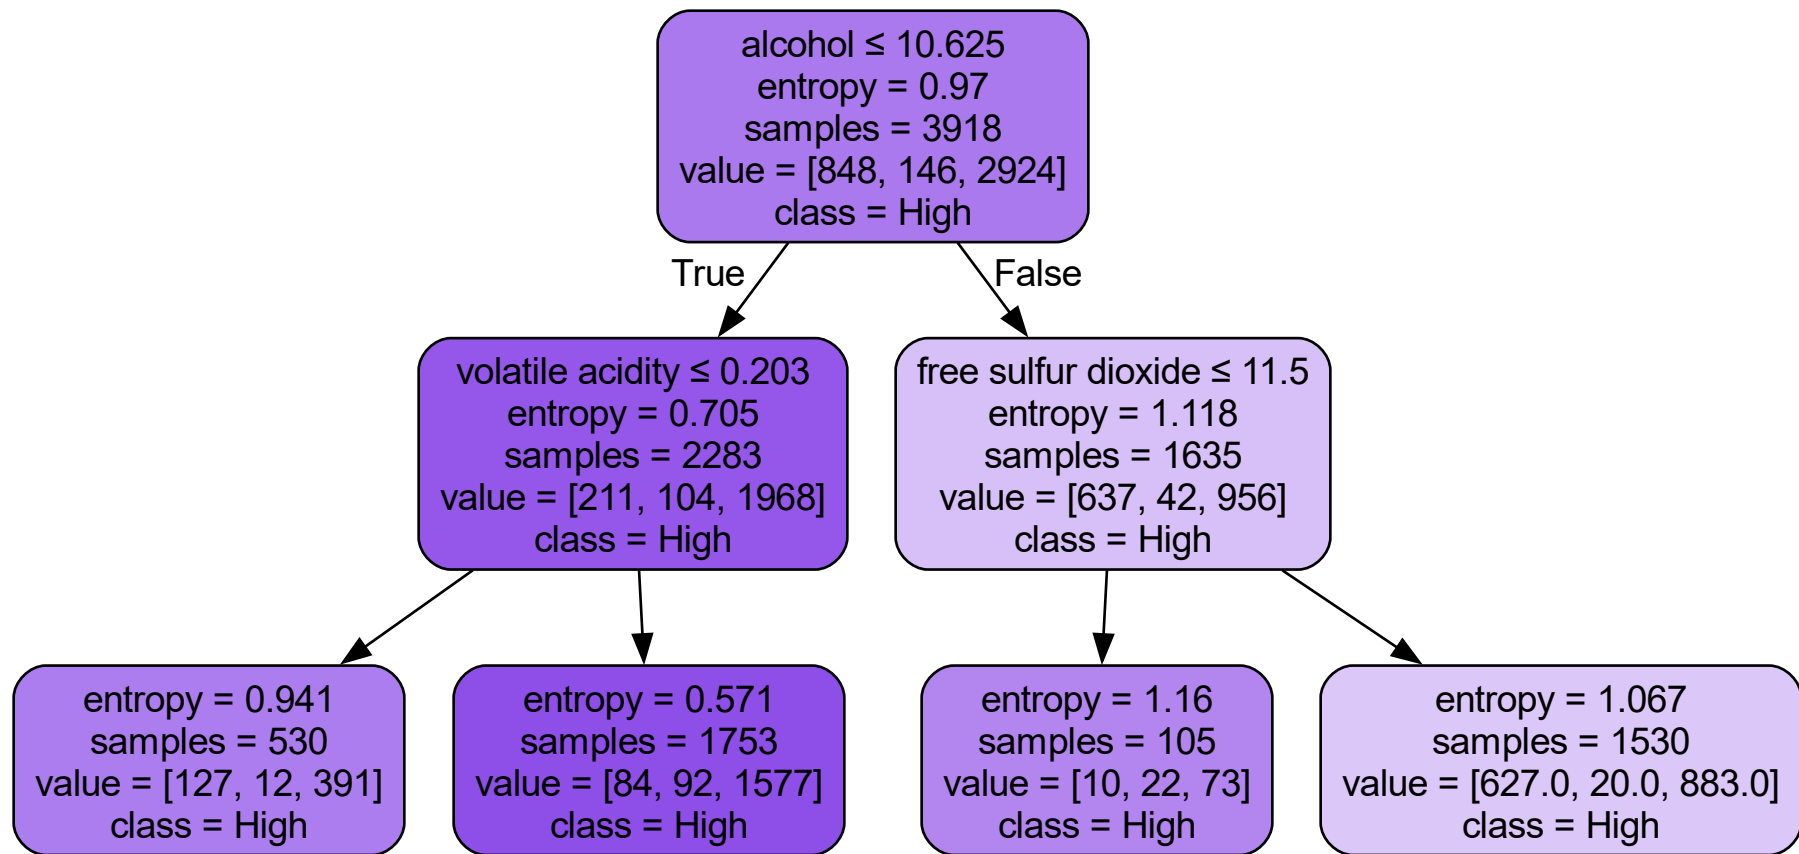 alcohol ≤ 10.625
entropy = 0.97
samples = 3918
value = [848, 146, 2924]
class = High
True
False
volatile acidity ≤ 0.203
entropy = 0.705
samples = 2283
value = [211, 104, 1968]
class = High
free sulfur dioxide ≤ 11.5
entropy = 1.118
samples = 1635
value = [637, 42, 956]
class = High
entropy = 0.941
samples = 530
value = [127, 12, 391]
class = High
entropy = 0.571
samples = 1753
value = [84, 92, 1577]
class = High
entropy = 1.16
samples = 105
value = [10, 22, 73]
class = High
entropy = 1.067
samples = 1530
value = [627.0, 20.0, 883.0]
class = High